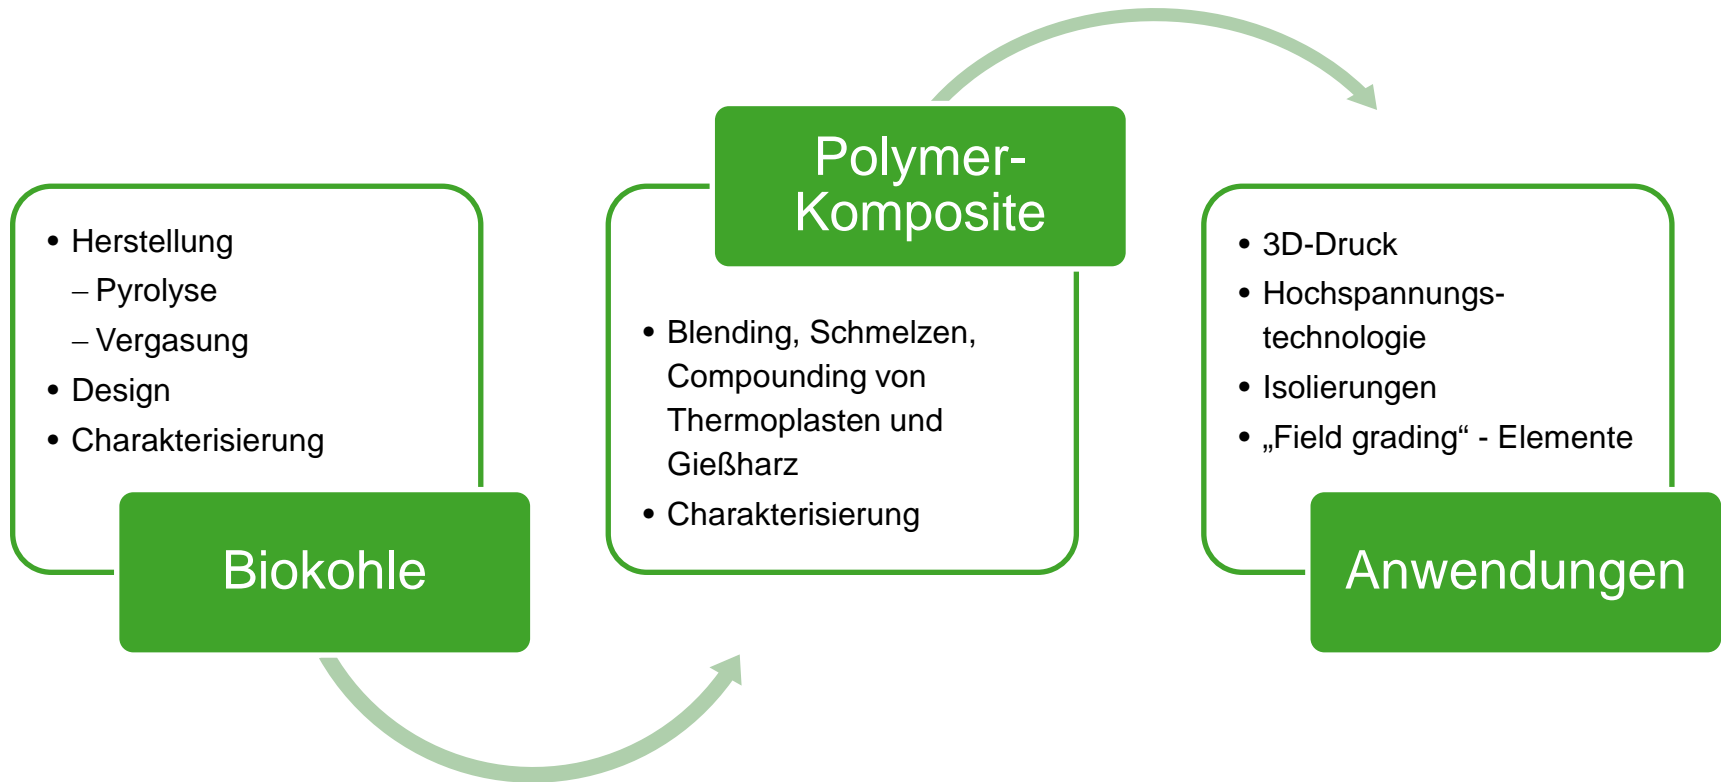 • Herstellung
– Pyrolyse
– Vergasung
• Design
• Charakterisierung
Biokohle
Polymer-
Komposite
• Blending, Schmelzen,
Compounding von
Thermoplasten und
Gießharz
• Charakterisierung
• 3D-Druck
• Hochspannungs-
technologie
• Isolierungen
• „Field grading“ - Elemente
Anwendungen